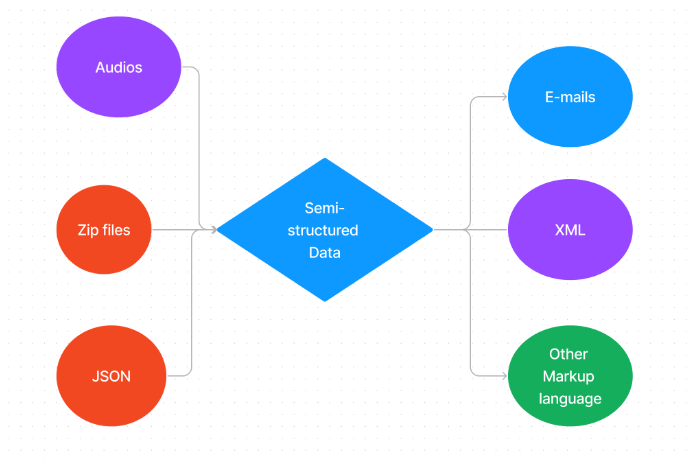 Audios
E-mails
Zip files
Semi-
structured
Data
XML
JSON
Other
Markup
language